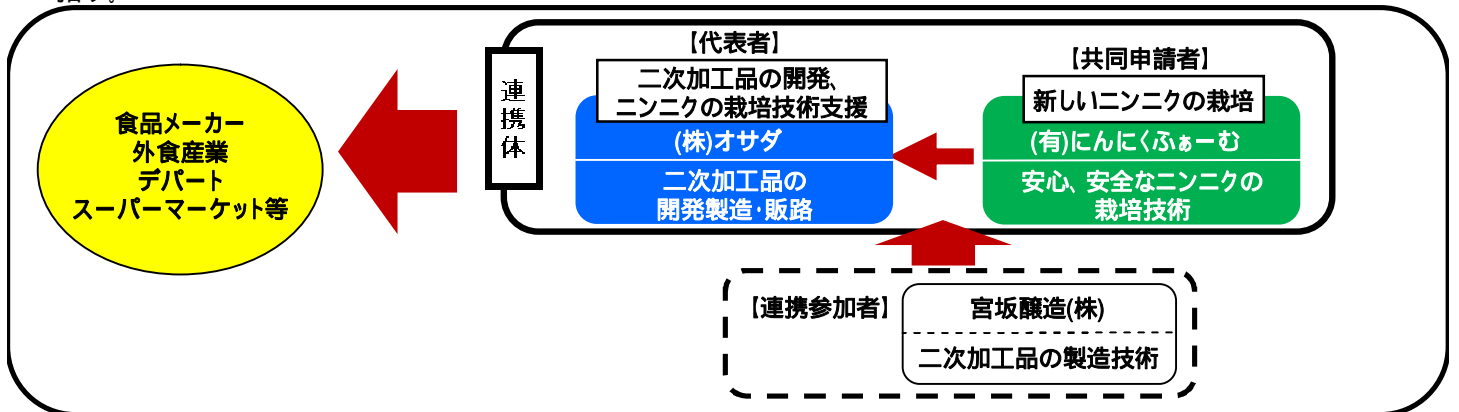 食品メーカー
外食産業
デパート
スーパーマーケット等
連携体
【代表者】
二次加工品の開発、
ニンニクの栽培技術支援
(株)オサダ
二次加工品の
開発製造・販路
【共同申請者】
新しいニンニクの栽培
(有)にんにくふぁーむ
安心、安全なニンニクの
栽培技術
【連携参加者】
宮坂醸造(株)
二次加工品の製造技術